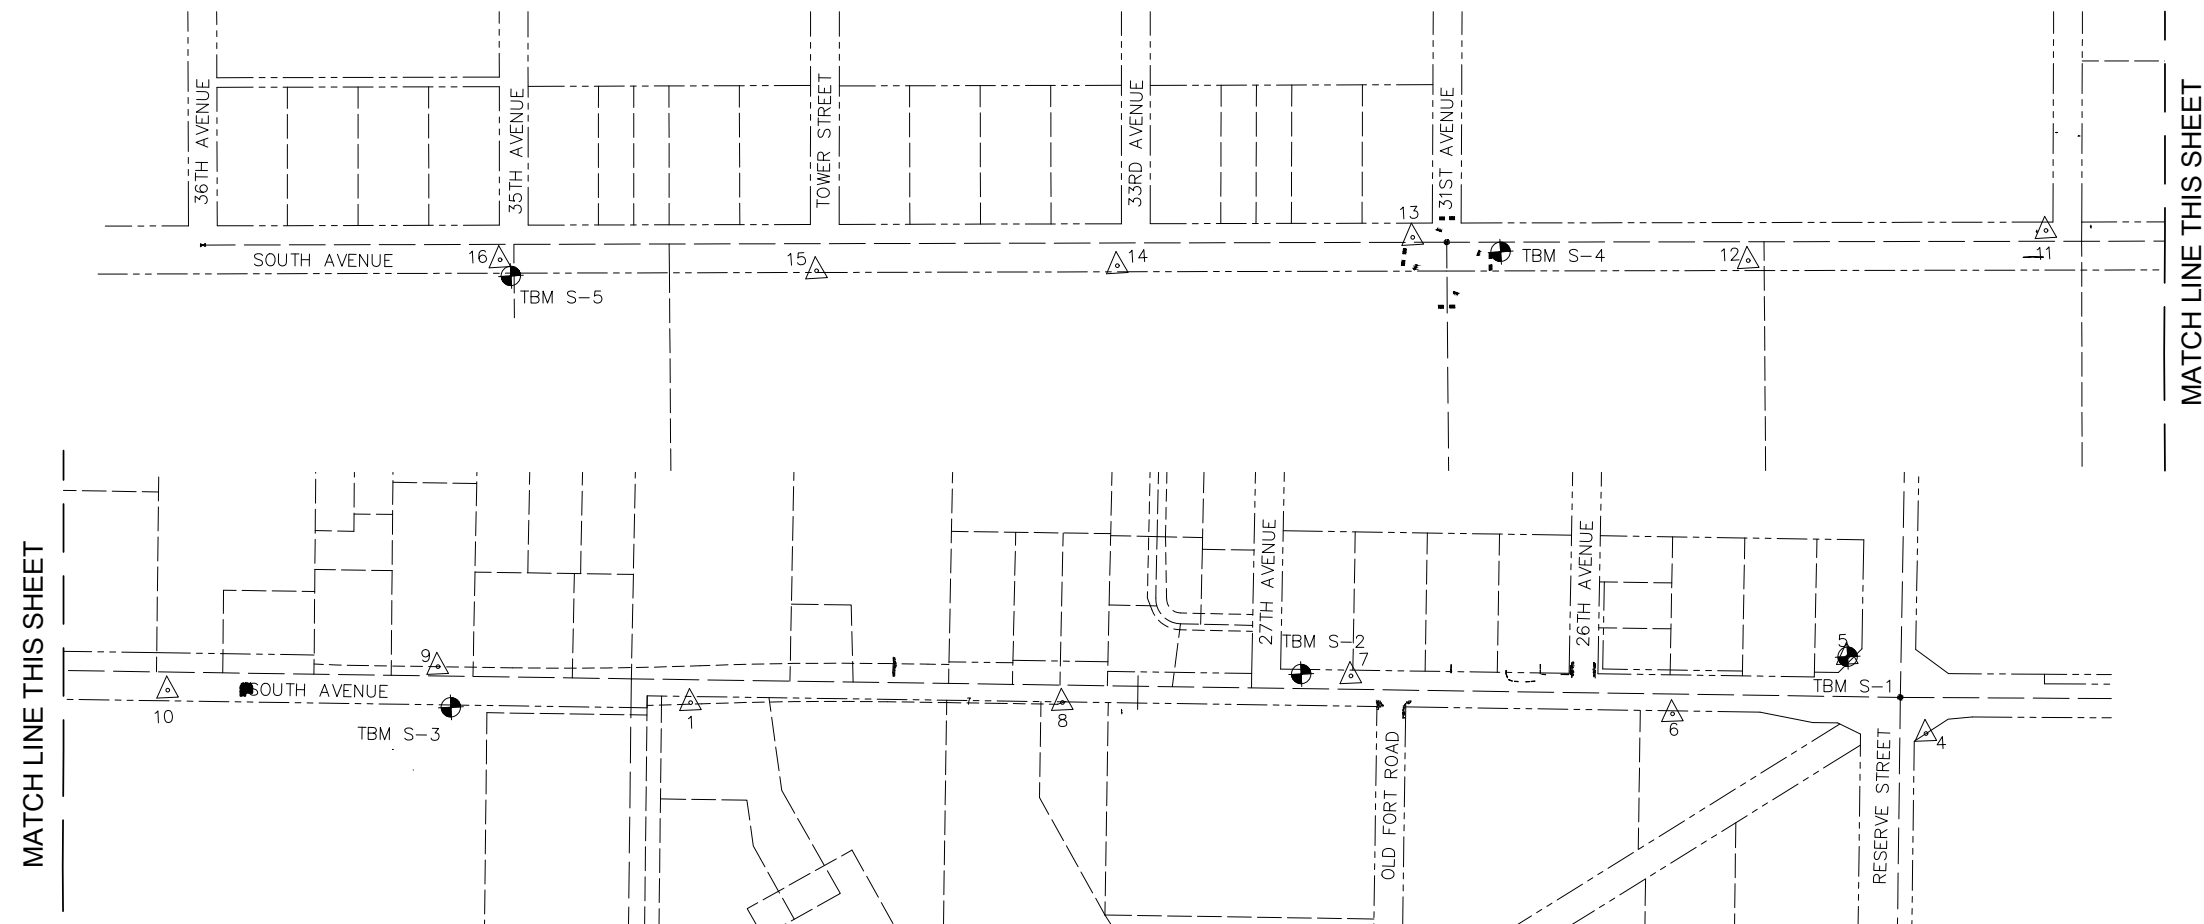 36TH AVENUE
35TH AVENUE
TOWER STREET
33RD AVENUE
31ST AVENUE
MATCH LINE THIS SHEET
13
SOUTH AVENUE
16
15
14
TBM S-4
12
11
TBM S-5
MATCH LINE THIS SHEET
27TH AVENUE
26TH AVENUE
TBM S-2
5
9
7
SOUTH AVENUE
TBM S-1
10
1
8
6
4
TBM S-3
OLD FORT ROAD
RESERVE STREET